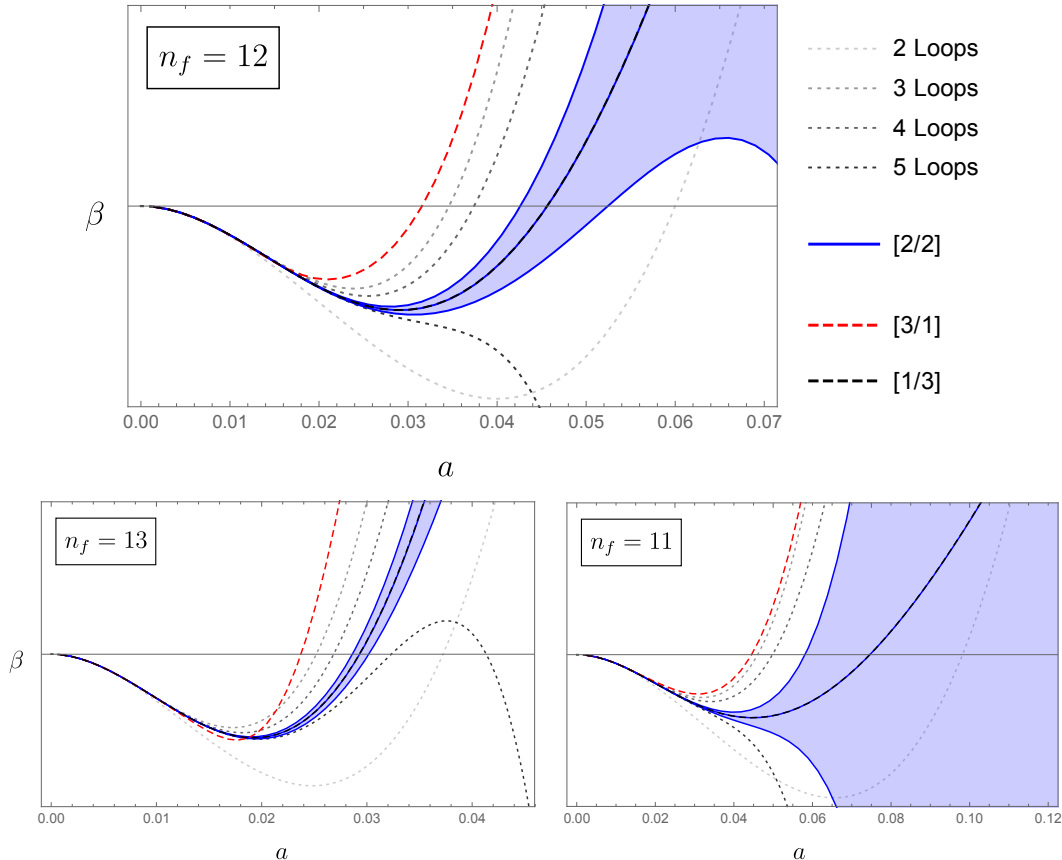 n_f = 12
β
0.00 0.01 0.02 0.03 0.04 0.05 0.06 0.07
a
2 Loops
3 Loops
4 Loops
5 Loops
[2/2]
[3/1]
[1/3]
n_f = 13
β
0.00 0.01 0.02 0.03 0.04
a
n_f = 11
0.00 0.02 0.04 0.06 0.08 0.10 0.12
a